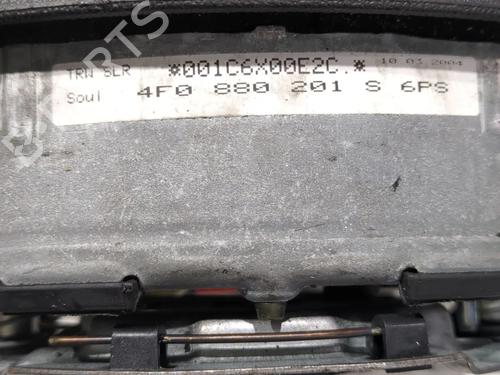 TRW SLR *001C6X00E2C.* 10 03 2004
Soul 4F0 880 201 S 6PS